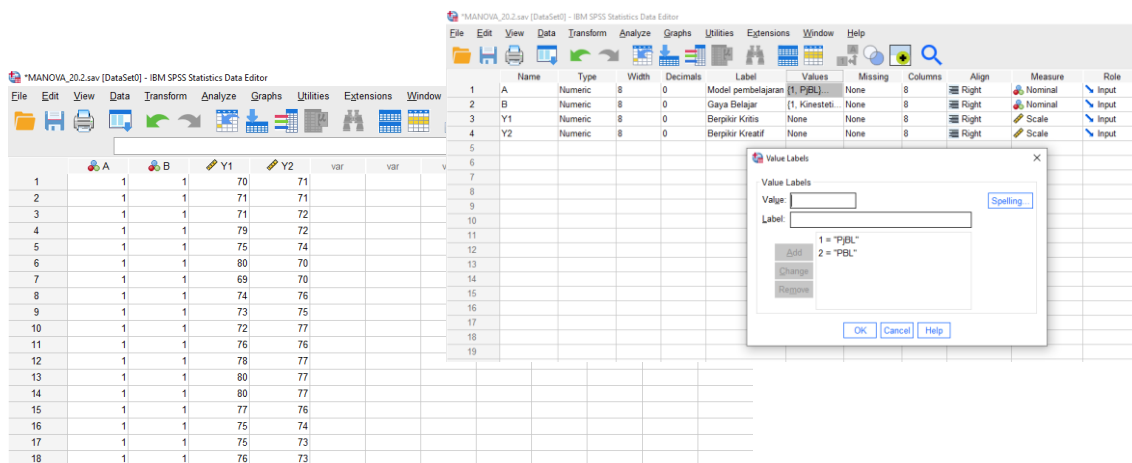 *MANOVA_20.2.sav [DataSet0] - IBM SPSS Statistics Data Editor
File Edit View Data Transform Analyze Graphs Utilities Extensions Window
A B Y1 Y2 var var
1 1 1 70 71
2 1 1 71 71
3 1 1 71 72
4 1 1 79 72
5 1 1 75 74
6 1 1 80 70
7 1 1 69 70
8 1 1 74 76
9 1 1 73 75
10 1 1 72 77
11 1 1 76 76
12 1 1 78 77
13 1 1 80 77
14 1 1 80 77
15 1 1 77 76
16 1 1 75 74
17 1 1 75 73
18 1 1 76 73
*MANOVA_20.2.sav [DataSet0] - IBM SPSS Statistics Data Editor
File Edit View Data Transform Analyze Graphs Utilities Extensions Window Help
Name Type Width Decimals Label Values Missing Columns Align Measure Role
1 A Numeric 8 0 Model pembelajaran {1, PjBL}... None 8 Right Nominal Input
2 B Numeric 8 0 Gaya Belajar {1, Kinesteti... None 8 Right Nominal Input
3 Y1 Numeric 8 0 Berpikir Kritis None None 8 Right Scale Input
4 Y2 Numeric 8 0 Berpikir Kreatif None None 8 Right Scale Input
5
6
7
8
9
10
11
12
13
14
15
16
17
18
19
Value Labels
Value Labels
Value:
Spelling...
Label:
1 = "PjBL"
Add 2 = "PBL"
Change
Remove
OK Cancel Help